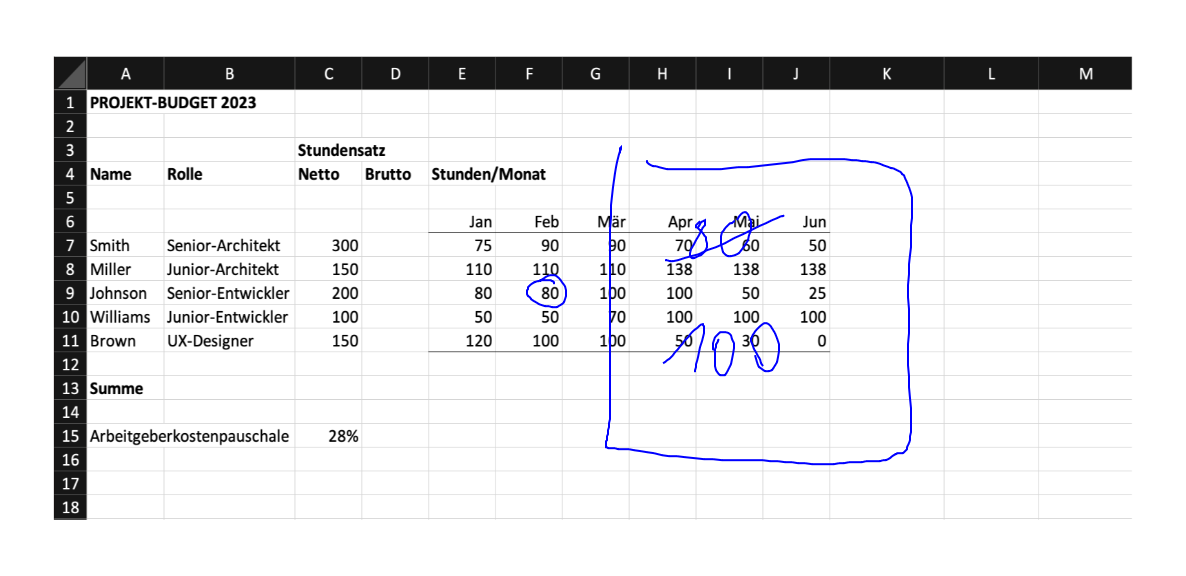 A B C D E F G H I J K L M
1 PROJEKT-BUDGET 2023
2
3 Stundensatz
4 Name Rolle Netto Brutto Stunden/Monat
5
6 Jan Feb Mär Apr Mai Jun
80
7 Smith Senior-Architekt 300 75 90 90 70 60 50
8 Miller Junior-Architekt 150 110 110 110 138 138 138
9 Johnson Senior-Entwickler 200 80 80 100 100 50 25
10 Williams Junior-Entwickler 100 50 50 70 100 100 100
11 Brown UX-Designer 150 120 100 100 50 30 0
100
12
13 Summe
14
15 Arbeitgeberkostenpauschale 28%
16
17
18